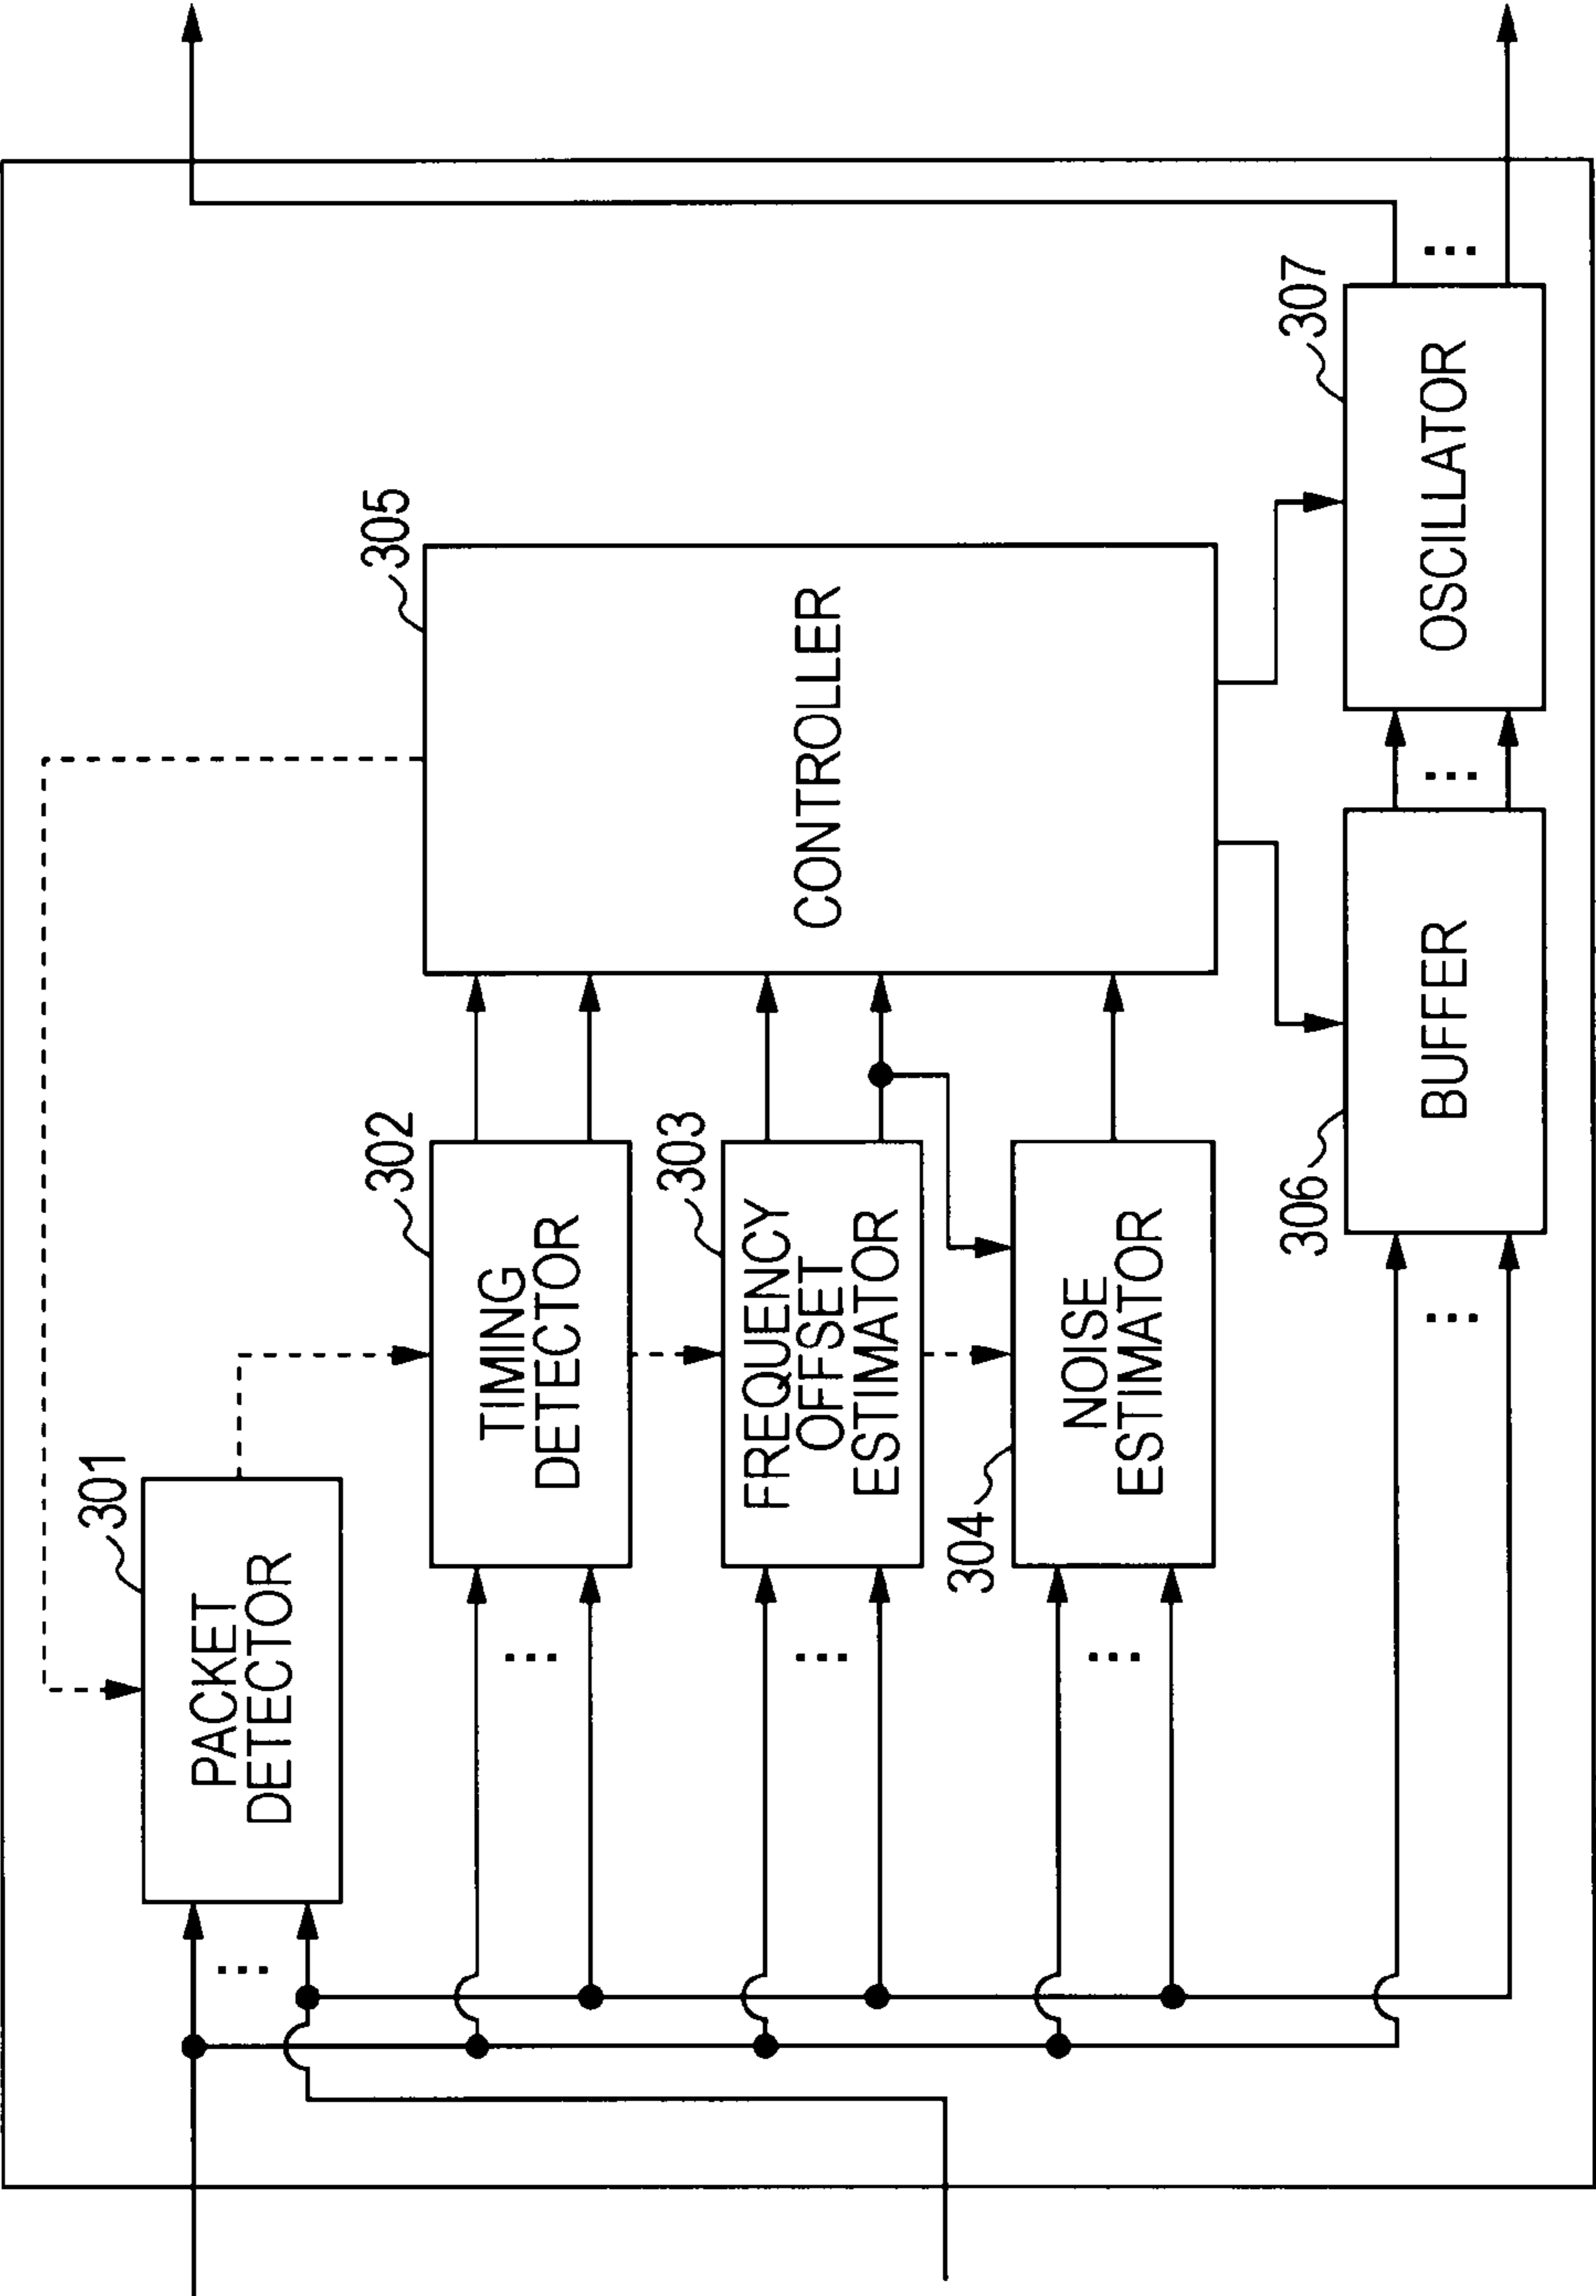 301
PACKET
DETECTOR
302
TIMING
DETECTOR
303
FREQUENCY
OFFSET
ESTIMATOR
304
NOISE
ESTIMATOR
305
CONTROLLER
306
BUFFER
307
OSCILLATOR